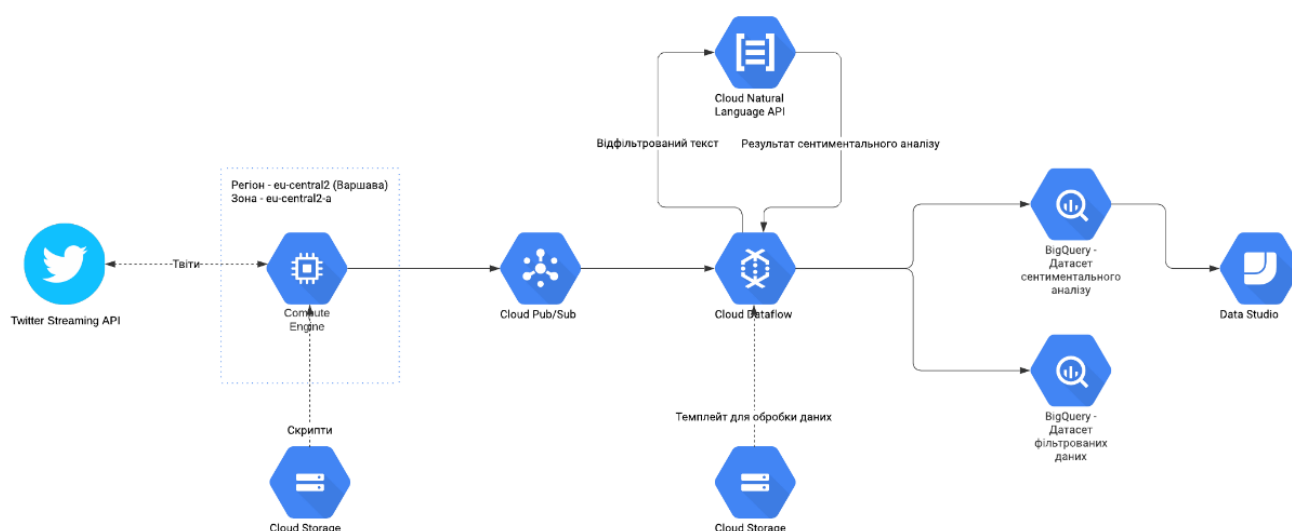 Cloud Natural
Language API
Відфільтрований текст
Результат сентиментального аналізу
Регіон - eu-central2 (Варшава)
Зона - eu-central2-a
Твіти
Twitter Streaming API
Compute
Engine
Cloud Pub/Sub
Cloud Dataflow
BigQuery -
Датасет
сентиментального
аналізу
Data Studio
Скрипти
Cloud Storage
Темплейт для обробки даних
Cloud Storage
BigQuery -
Датасет
фільтрованих
даних